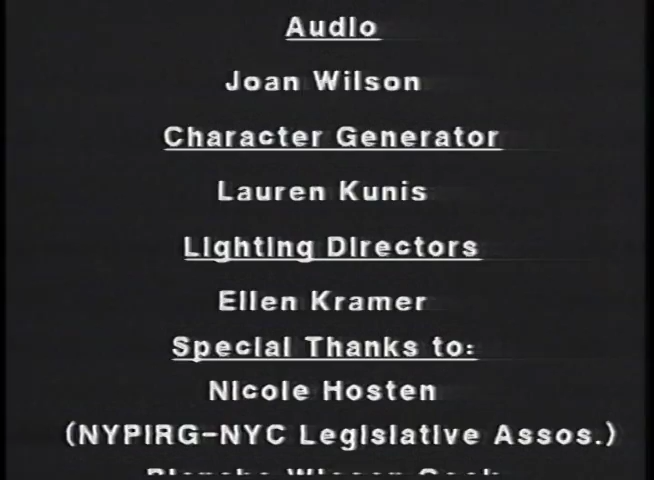 Audio
Joan Wilson
Character Generator
Lauren Kunis
Lighting Directors
Ellen Kramer
Special Thanks to:
Nicole Hosten
(NYPIRG-NYC Legislative Assos.)